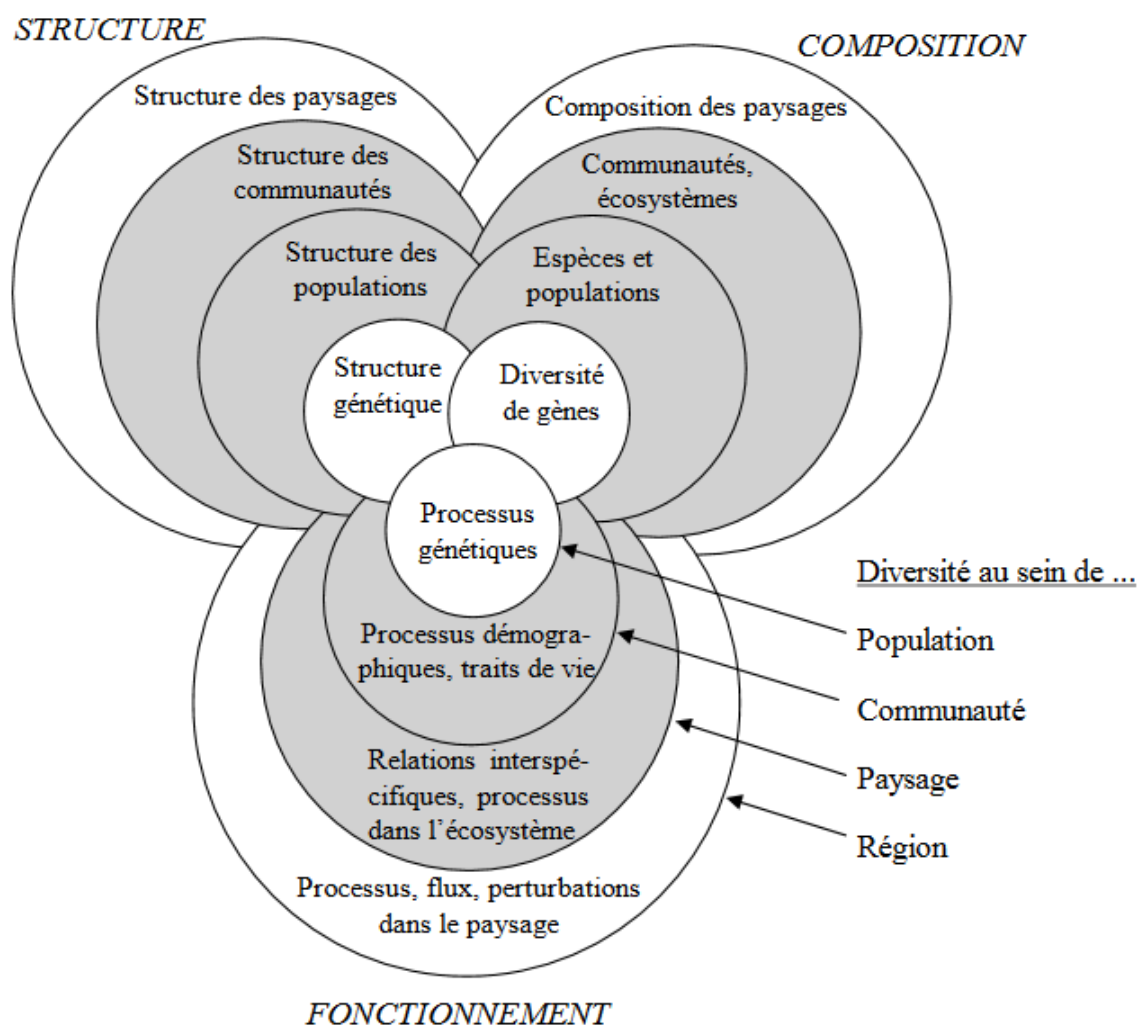 STRUCTURE
COMPOSITION
Structure des paysages
Composition des paysages
Structure des
communautés
Communautés,
écosystèmes
Structure des
populations
Espèces et
populations
Structure
génétique
Diversité
de gènes
Processus
génétiques
Diversité au sein de ...
Population
Processus démogra-
phiques, traits de vie
Communauté
Relations interspé-
cifiques, processus
dans l’écosystème
Paysage
Région
Processus, flux, perturbations
dans le paysage
FONCTIONNEMENT